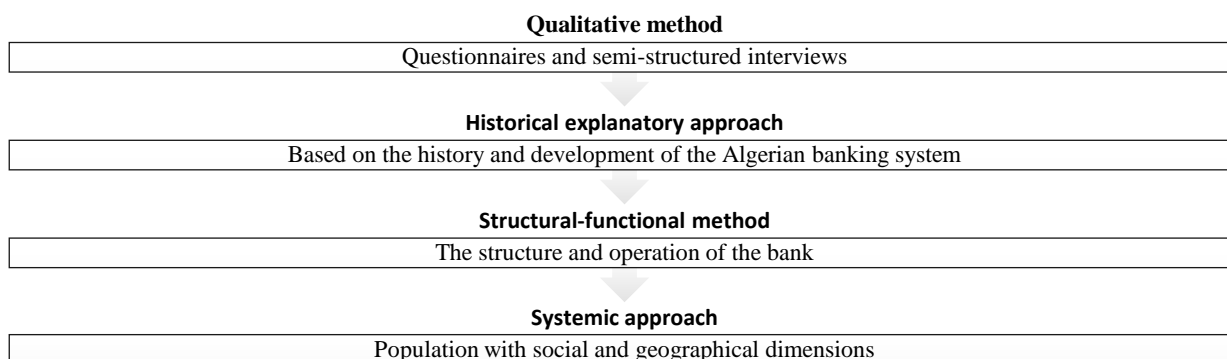 Qualitative method
Questionnaires and semi-structured interviews
Historical explanatory approach
Based on the history and development of the Algerian banking system
Structural-functional method
The structure and operation of the bank
Systemic approach
Population with social and geographical dimensions